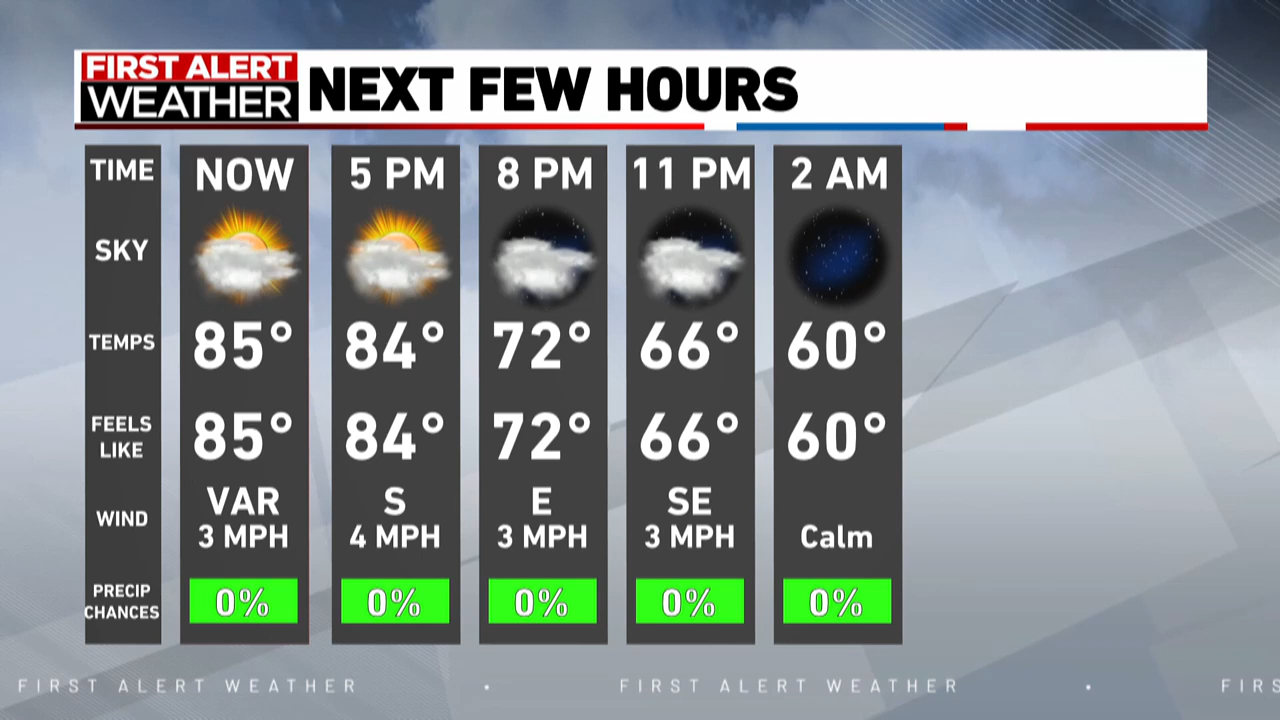 FIRST ALERT
WEATHER
NEXT FEW HOURS
TIME NOW 5 PM 8 PM 11 PM 2 AM
SKY
TEMPS 85° 84° 72° 66° 60°
FEELS
LIKE 85° 84° 72° 66° 60°
WIND VAR S E SE
3 MPH 4 MPH 3 MPH 3 MPH Calm
PRECIP
CHANCES 0% 0% 0% 0% 0%
FIRST ALERT WEATHER • FIRST ALERT WEATHER • FIRS